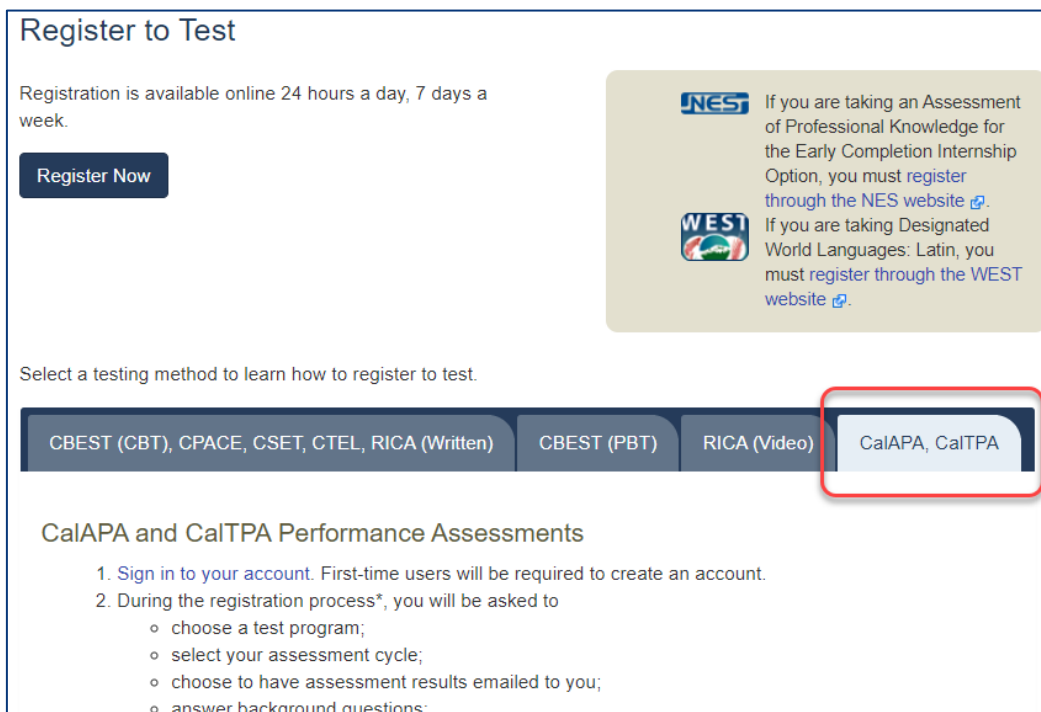 Register to Test
Registration is available online 24 hours a day, 7 days a
week.
Register Now
NES
If you are taking an Assessment
of Professional Knowledge for
the Early Completion Internship
Option, you must register
through the NES website
.
WEST
If you are taking Designated
World Languages: Latin, you
must register through the WEST
website .
Select a testing method to learn how to register to test.
CBEST (CBT), CPACE, CSET, CTEL, RICA (Written)
CBEST (PBT)
RICA (Video)
CalAPA, CalTPA
CalAPA and CalTPA Performance Assessments
1. Sign in to your account. First-time users will be required to create an account.
2. During the registration process*, you will be asked to
choose a test program;
select your assessment cycle;
choose to have assessment results emailed to you;
answer background questions;